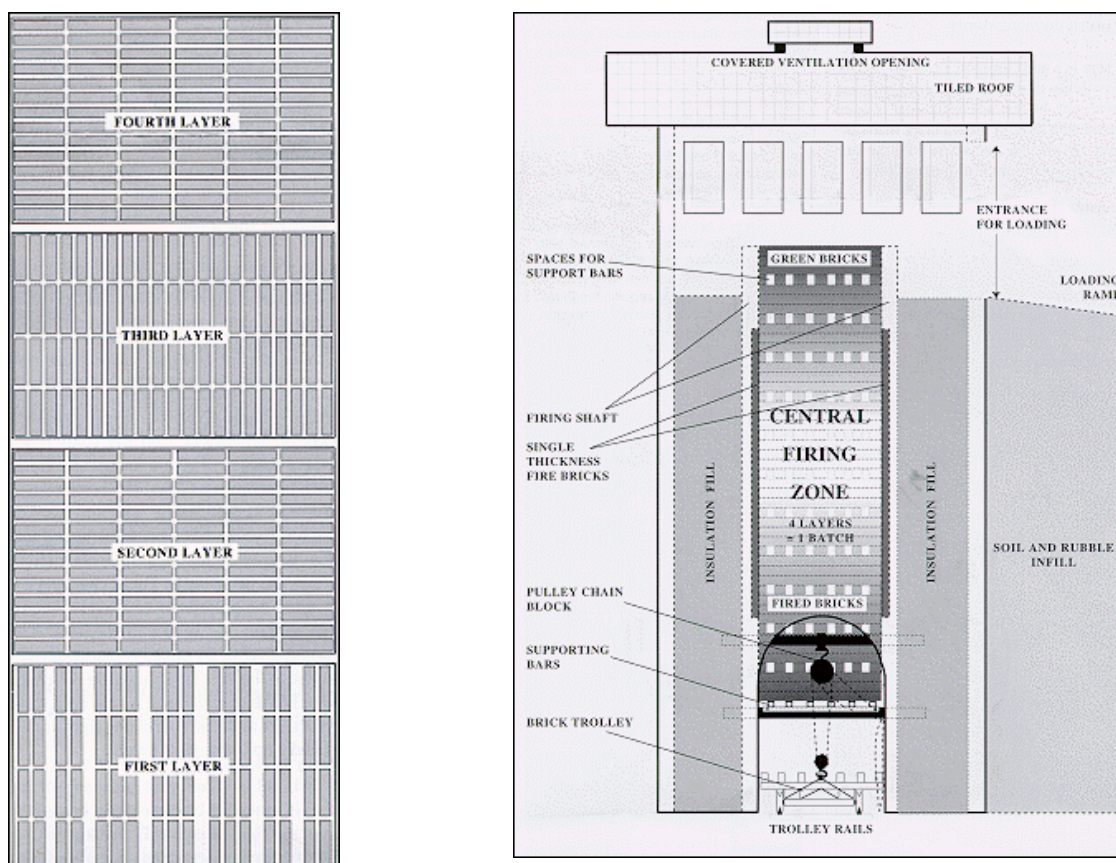 FOURTH LAYER
THIRD LAYER
SECOND LAYER
FIRST LAYER
COVERED VENTILATION OPENING
TILED ROOF
ENTRANCE
FOR LOADING
LOADING
RAMP
SPACES FOR
SUPPORT BARS
GREEN BRICKS
FIRING SHAFT
SINGLE
THICKNESS
FIRE BRICKS
CENTRAL
FIRING
ZONE
4 LAYERS
= 1 BATCH
INSULATION FILL
INSULATION FILL
SOIL AND RUBBLE
INFILL
PULLEY CHAIN
BLOCK
FIRED BRICKS
SUPPORTING
BARS
BRICK TROLLEY
TROLLEY RAILS